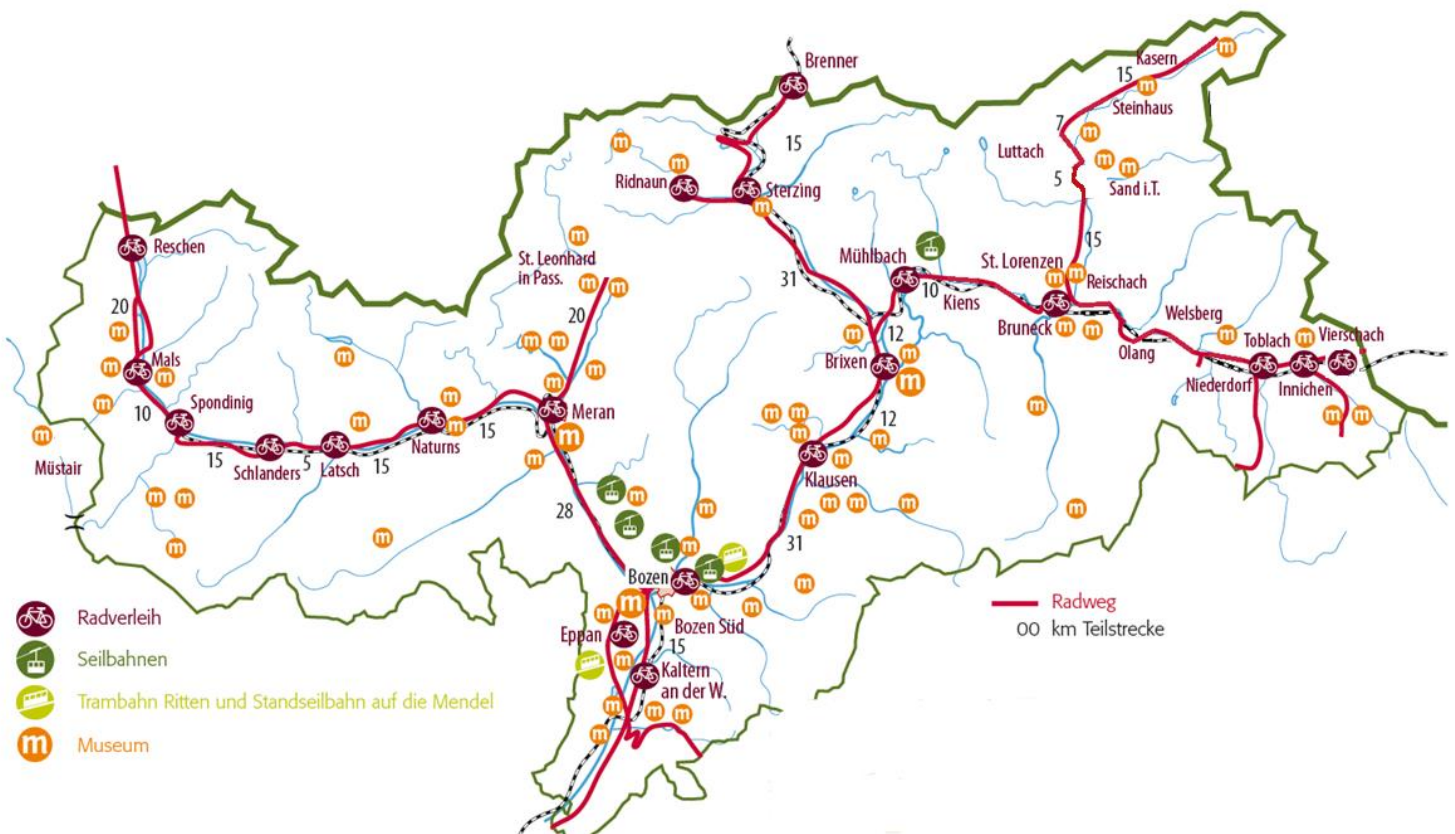 Brenner
15
Kasern
15
Steinhaus
7
Luttach
5
Sand i.T.
15
Ridnaun
Sterzing
Reschen
20
St. Leonhard
in Pass.
20
31
Mühlbach
10
Kiens
St. Lorenzen
Reischach
Bruneck
Welsberg
Olang
Toblach
Vierschach
Niederdorf
Innichen
12
Brixen
12
Mals
10
Spondinig
15
Schlanders
5
Latsch
15
Naturns
15
Meran
Müstair
Klausen
28
31
Bozen
Bozen Süd
Eppan
15
Kaltern
an der W.
Radverleih
Seilbahnen
Trambahn Ritten und Standseilbahn auf die Mendel
m Museum
Radweg
00 km Teilstrecke